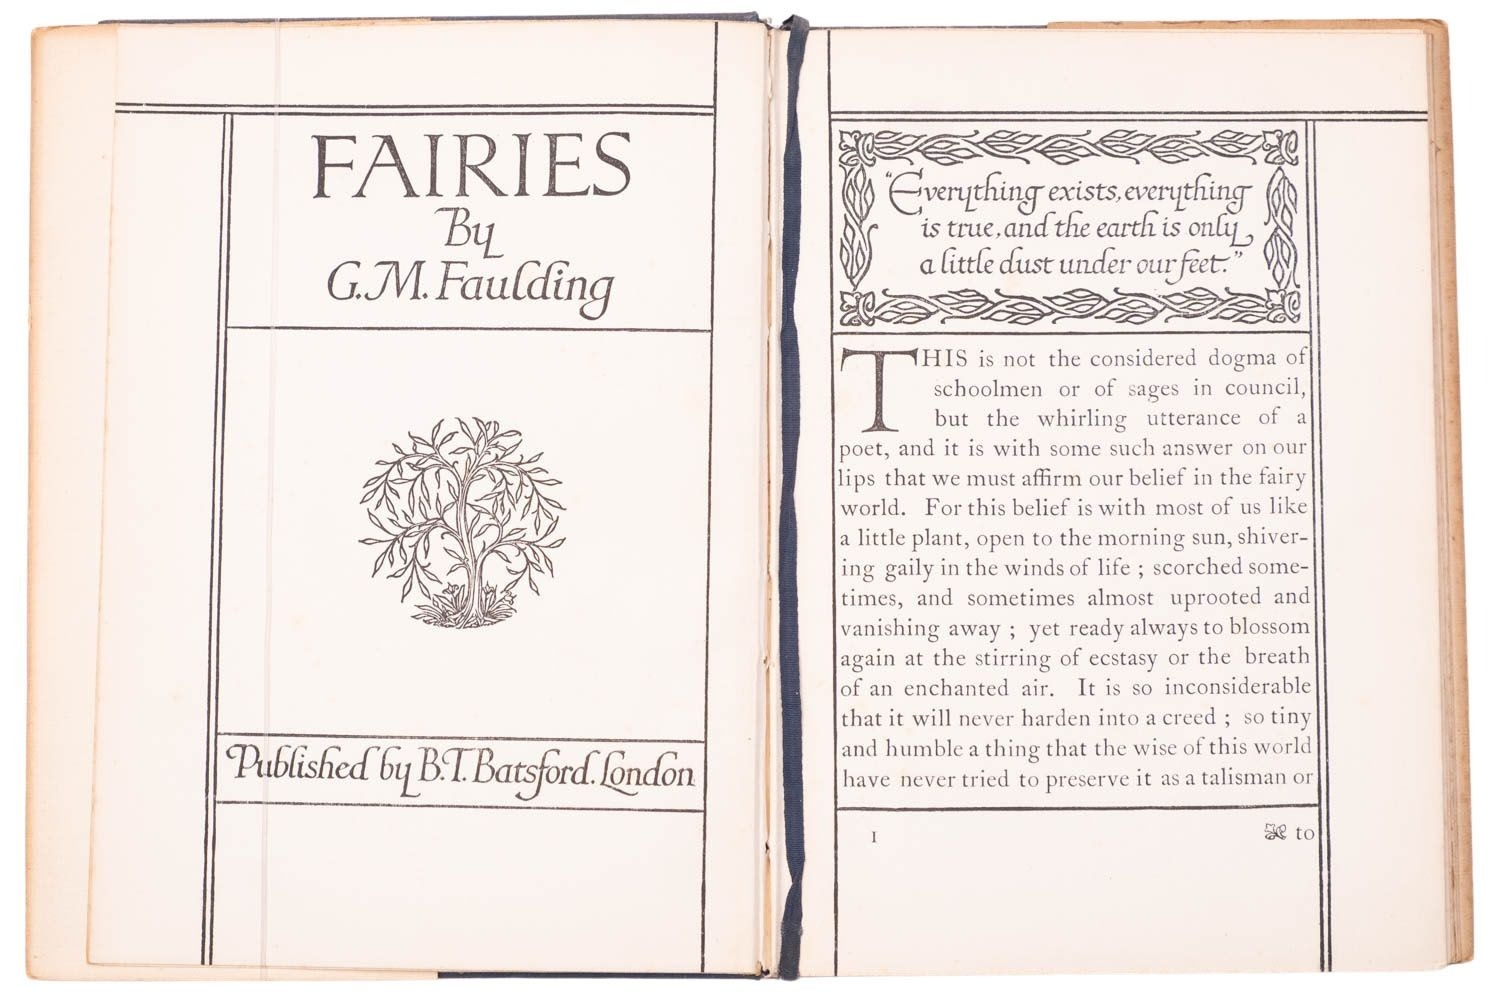 FAIRIES
By
G. M. Faulding
Published by B. T. Batsford. London
"Everything exists, everything
is true, and the earth is only
a little dust under our feet."
THIS is not the considered dogma of
schoolmen or of sages in council,
but the whirling utterance of a
poet, and it is with some such answer on our
lips that we must affirm our belief in the fairy
world. For this belief is with most of us like
a little plant, open to the morning sun, shiver-
ing gaily in the winds of life ; scorched some-
times, and sometimes almost uprooted and
vanishing away ; yet ready always to blossom
again at the stirring of ecstasy or the breath
of an enchanted air. It is so inconsiderable
that it will never harden into a creed ; so tiny
and humble a thing that the wise of this world
have never tried to preserve it as a talisman or
1
to